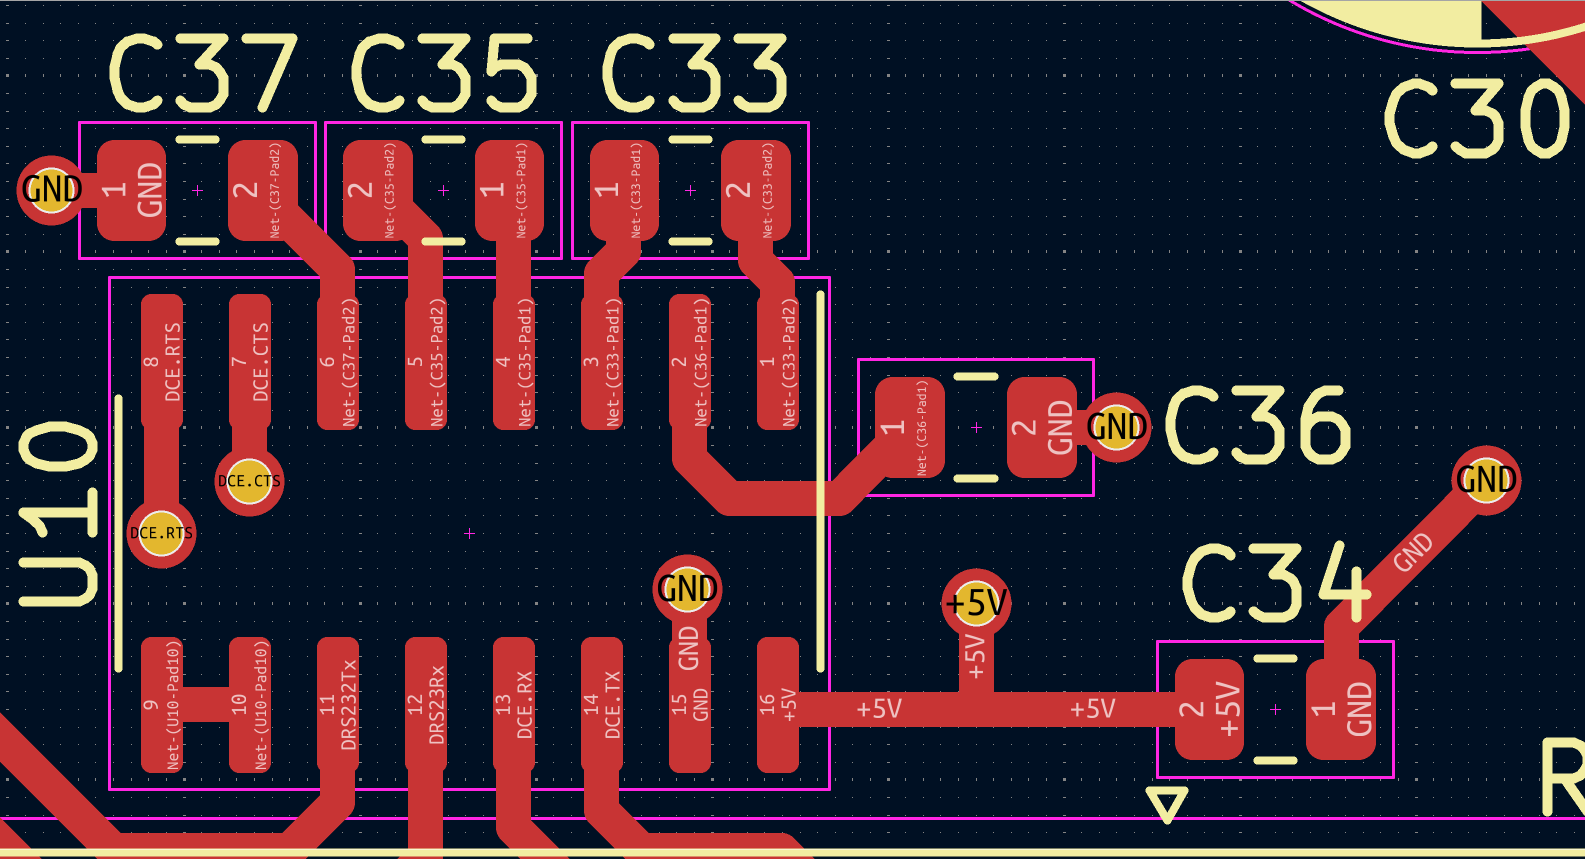 C37 C35 C33
C30
GND
1 GND
2 Net-(C37-Pad2)
2 Net-(C35-Pad2)
1 Net-(C35-Pad1)
1 Net-(C33-Pad1)
2 Net-(C33-Pad2)
8 DCE.RTS
7 DCE.CTS
6 Net-(C37-Pad2)
5 Net-(C35-Pad2)
4 Net-(C35-Pad1)
3 Net-(C33-Pad1)
2 Net-(C36-Pad1)
1 Net-(C33-Pad2)
1 Net-(C36-Pad1)
2 GND
GND
C36
U10
DCE.CTS
DCE.RTS
GND
GND
+5V
+5V
GND
GND
C34
9 Net-(U10-Pad10)
10 Net-(U10-Pad10)
11 DRS232Tx
12 DRS23Rx
13 DCE.RX
14 DCE.TX
15 GND
16 +5V
+5V
+5V
2 +5V
1 GND
R